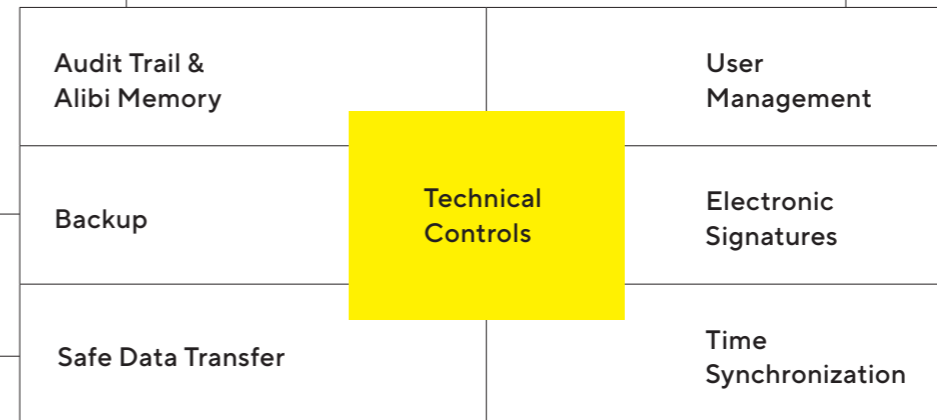 Audit Trail &
Alibi Memory
User
Management
Technical
Controls
Backup
Electronic
Signatures
Safe Data Transfer
Time
Synchronization